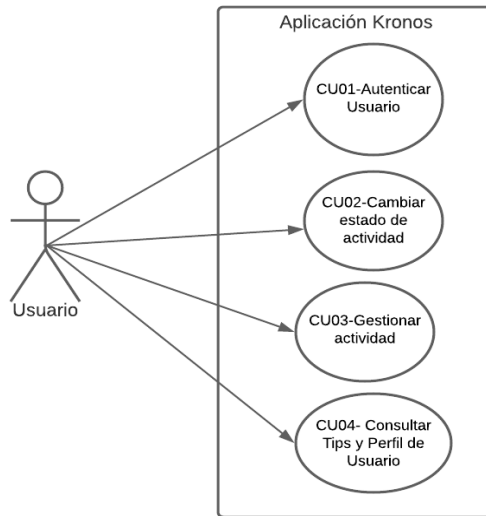 Aplicación Kronos
CU01-Autenticar
Usuario
CU02-Cambiar
estado de
actividad
Usuario
CU03-Gestionar
actividad
CU04- Consultar
Tips y Perfil de
Usuario